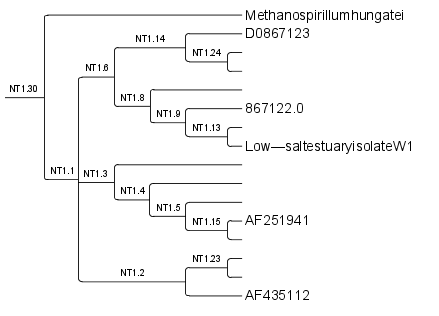 Methanospirillumhungatei
D0867123
NT1.14
NT1.24
NT1.6
NT1.30
NT1.8
867122.0
NT1.9
NT1.13
Low—saltestuaryisolateW1
NT1.1
NT1.3
NT1.4
NT1.5
NT1.15
AF251941
NT1.23
NT1.2
AF435112